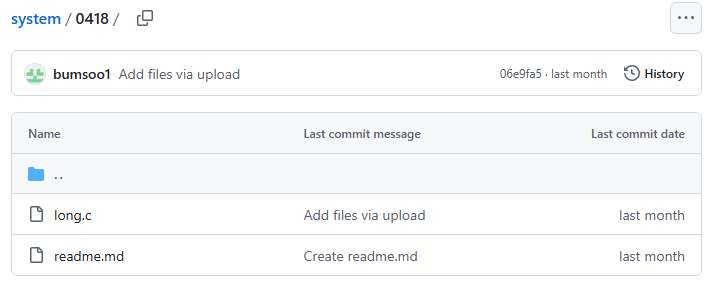 system / 0418 /
bumsoo1 Add files via upload 06e9fa5 · last month History
Name Last commit message Last commit date
..
long.c Add files via upload last month
readme.md Create readme.md last month